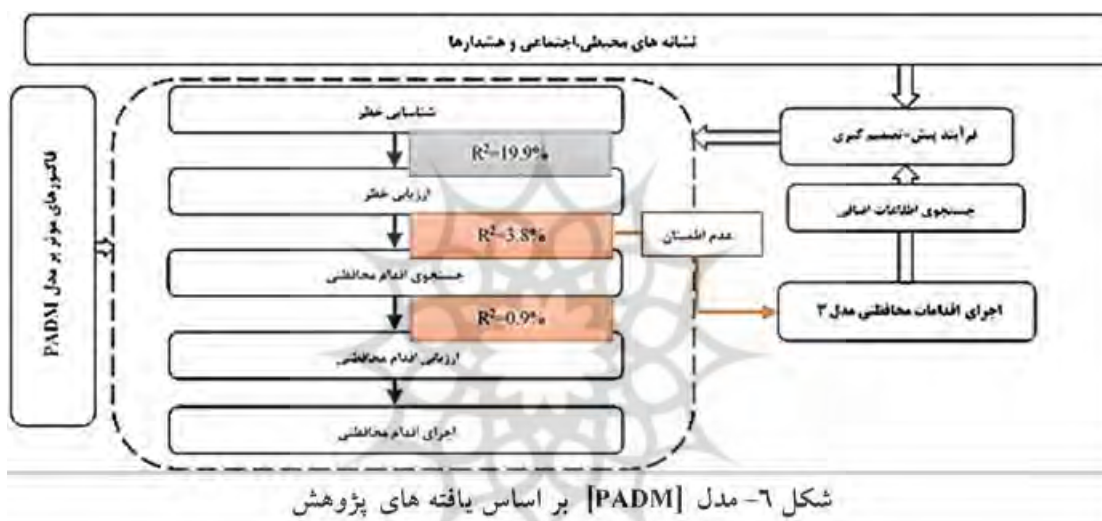 نشانه های محیطی،اجتماعی و هشدارها
فاکتورهای موثر بر مدل PADM
شناسایی خطر
R²=19.9%
ارزیابی خطر
R²=3.8%
جستجوی اقدام محافظتی
R²=0.9%
ارزیابی اقدام محافظتی
اجرای اقدام محافظتی
عدم اطمینان
فرآیند پیش-تصمیم گیری
جستجوی اطلاعات اضافی
اجرای اقدامات محافظتی مدل ۳
شکل ٦- مدل [PADM] بر اساس یافته های پژوهش